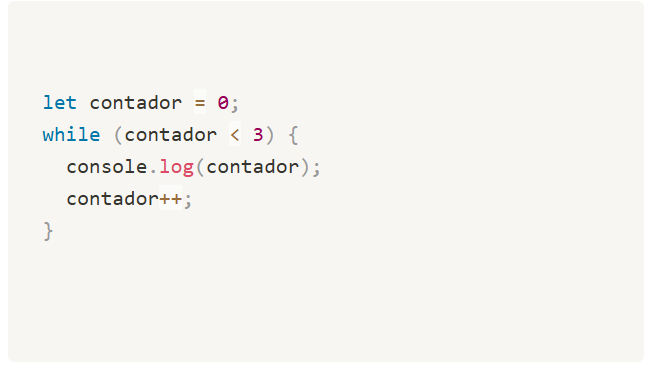 let contador = 0;
while (contador < 3) {
  console.log(contador);
  contador++;
}